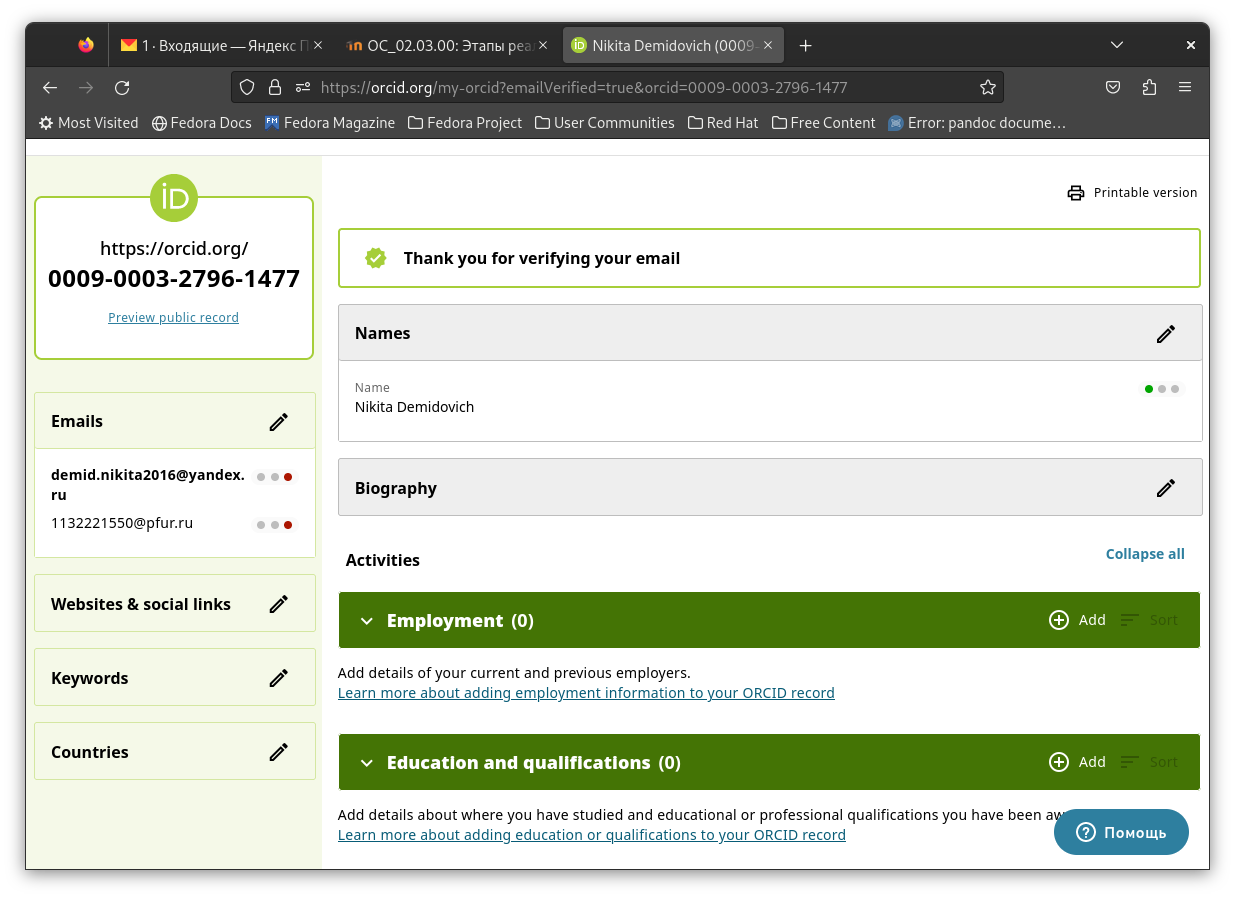 1 · Входящие — Яндекс П
ОС_02.03.00: Этапы реа
iD Nikita Demidovich (0009-
https://orcid.org/my-orcid?emailVerified=true&orcid=0009-0003-2796-1477
Most Visited Fedora Docs FM Fedora Magazine Fedora Project User Communities Red Hat Free Content Error: pandoc docume…
Printable version
iD
https://orcid.org/
0009-0003-2796-1477
Preview public record
Thank you for verifying your email
Names
Name
Nikita Demidovich
Emails
demid.nikita2016@yandex.
ru
1132221550@pfur.ru
Biography
Activities
Collapse all
Websites & social links
Employment (0) Add Sort
Keywords
Add details of your current and previous employers.
Learn more about adding employment information to your ORCID record
Countries
Education and qualifications (0) Add Sort
Add details about where you have studied and educational or professional qualifications you have been aw
Learn more about adding education or qualifications to your ORCID record
Помощь